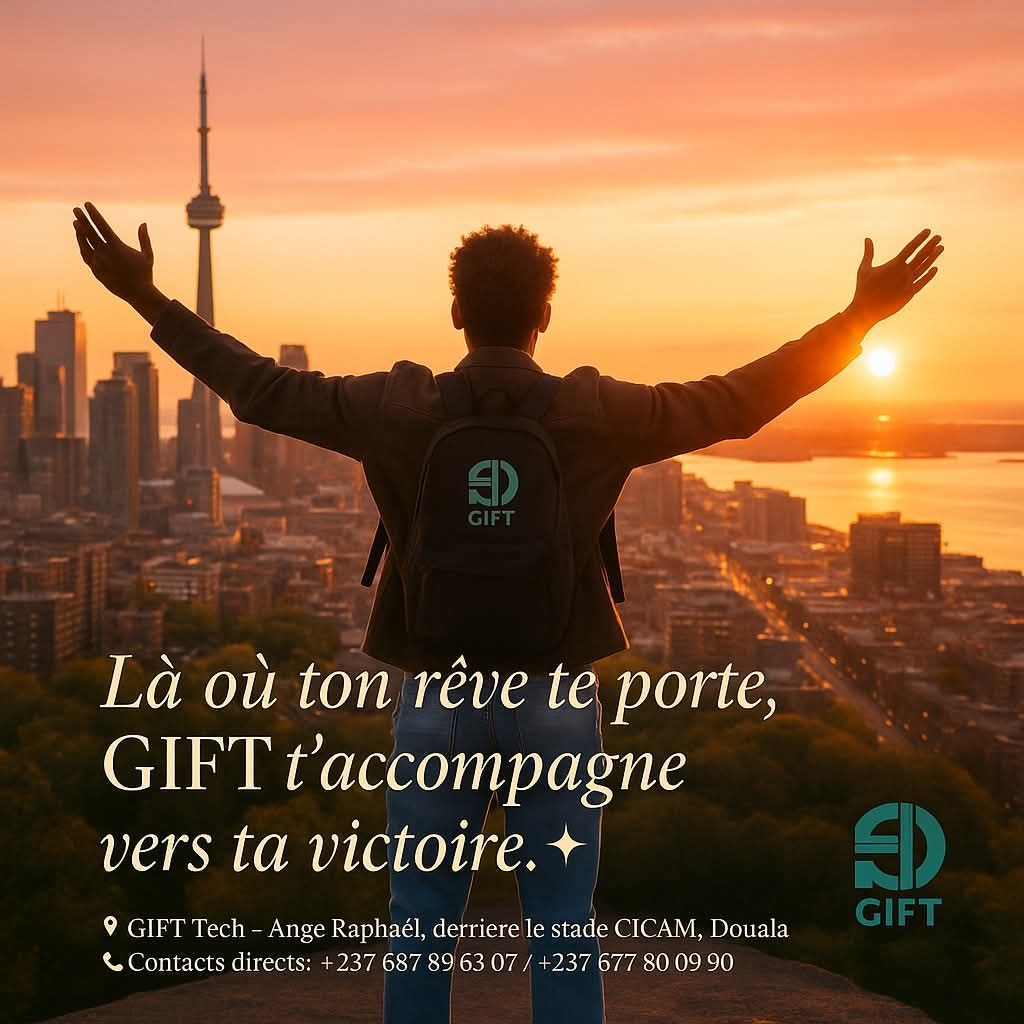 GIFT
Là où ton rêve te porte,
GIFT t'accompagne
vers ta victoire.
GIFT
GIFT Tech – Ange Raphaél, derriere le stade CICAM, Douala
Contacts directs: +237 687 89 63 07 / +237 677 80 09 90